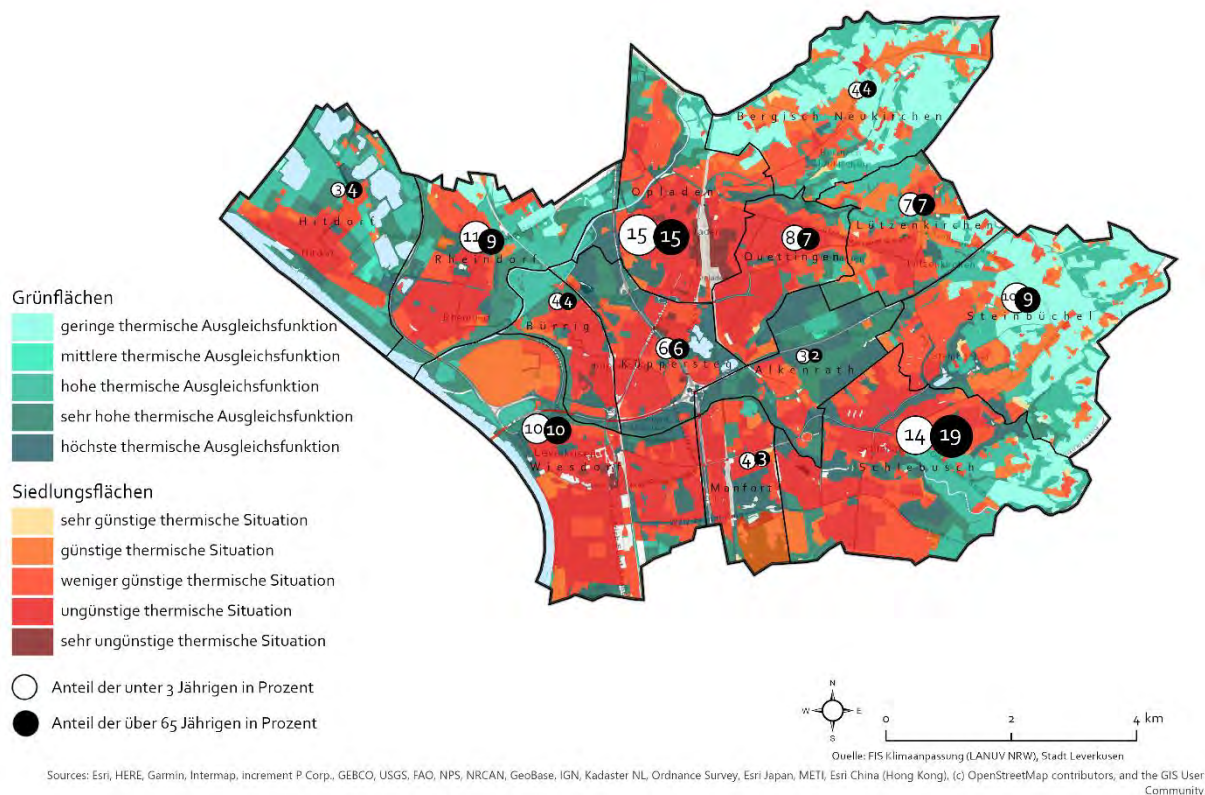 4 4
Bergisch Neukirchen
Opladen
3 4
Hitdorf
7 7
Lützenkirchen
11 9
Rheindorf
15 15
8 7
Quettingen
4 4
Bürrig
10 9
Steinbüchel
6 6
Küppersteg
3 2
Alkenrath
10 10
Wiesdorf
14 19
Schlebusch
4 3
Manfort
Grünflächen
geringe thermische Ausgleichsfunktion
mittlere thermische Ausgleichsfunktion
hohe thermische Ausgleichsfunktion
sehr hohe thermische Ausgleichsfunktion
höchste thermische Ausgleichsfunktion
Siedlungsflächen
sehr günstige thermische Situation
günstige thermische Situation
weniger günstige thermische Situation
ungünstige thermische Situation
sehr ungünstige thermische Situation
Anteil der unter 3 Jährigen in Prozent
Anteil der über 65 Jährigen in Prozent
N
W E
S
0 2 4 km
Quelle: FIS Klimaanpassung (LANUV NRW), Stadt Leverkusen
Sources: Esri, HERE, Garmin, Intermap, increment P Corp., GEBCO, USGS, FAO, NPS, NRCAN, GeoBase, IGN, Kadaster NL, Ordnance Survey, Esri Japan, METI, Esri China (Hong Kong), (c) OpenStreetMap contributors, and the GIS User
Community